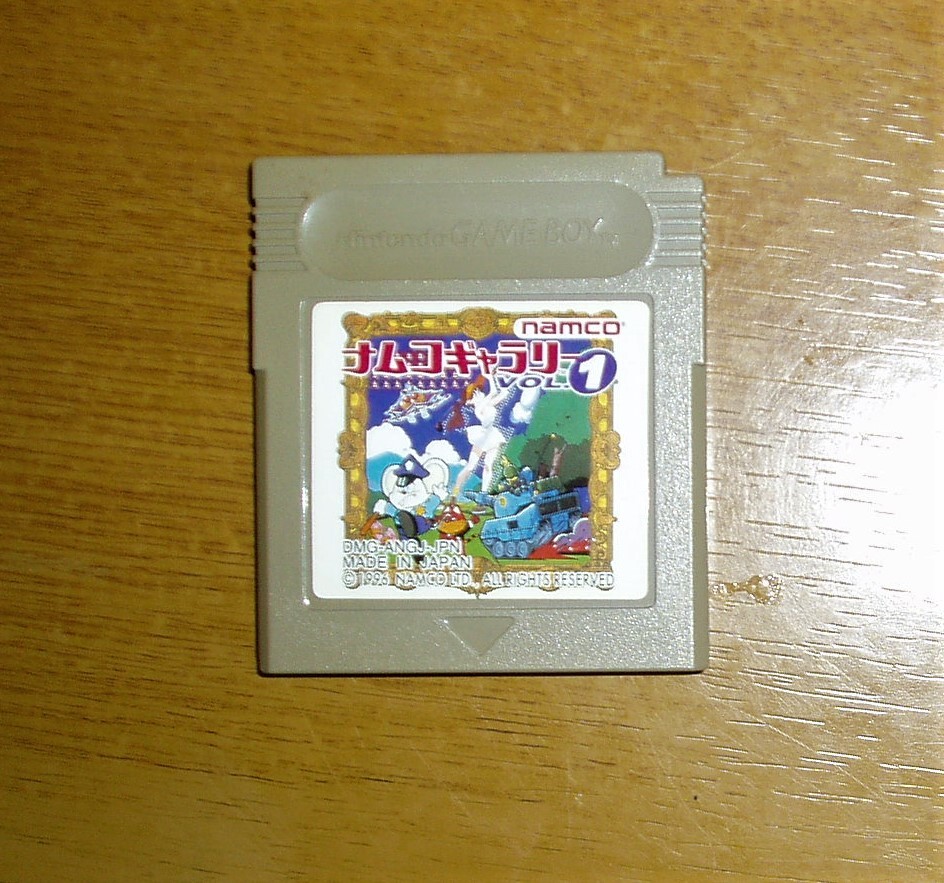 Nintendo GAME BOY TM
namco®
ナムコギャラリー
VOL 1
DMG-ANGJ-JPN
MADE IN JAPAN
© 1996 NAMCO LTD., ALL RIGHTS RESERVED